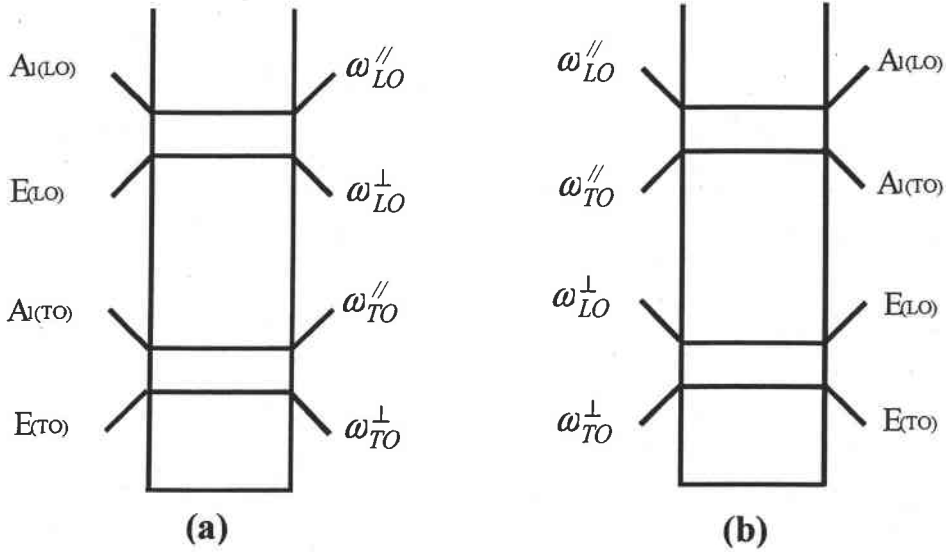 A1(LO)
ω∥LO
E(LO)
ω⊥LO
A1(TO)
ω∥TO
E(TO)
ω⊥TO
(a)
ω∥LO
A1(LO)
ω∥TO
A1(TO)
ω⊥LO
E(LO)
ω⊥TO
E(TO)
(b)